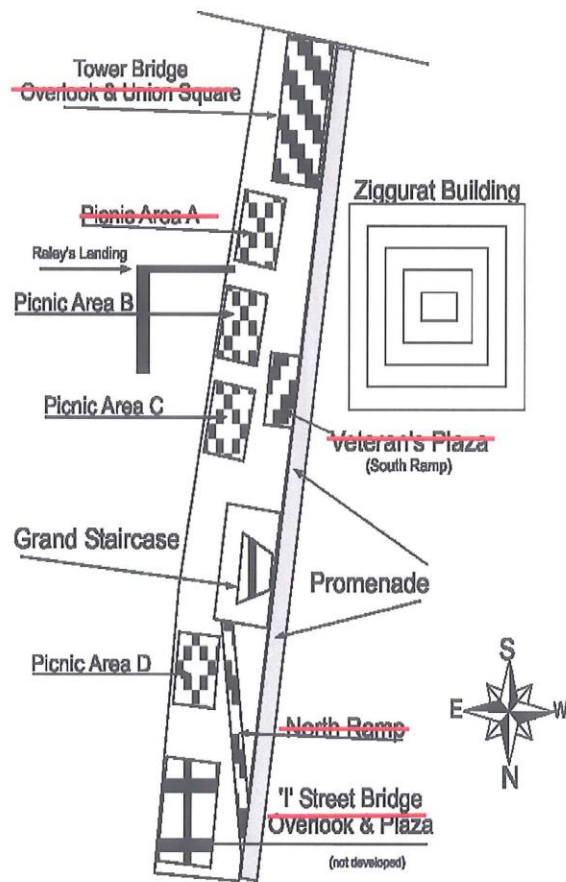 Tower Bridge
Overlook & Union Square
Ziggurat Building
Picnic Area A
Raley's Landing
Picnic Area B
Picnic Area C
Veteran's Plaza
(South Ramp)
Grand Staircase
Promenade
Picnic Area D
S
E
W
N
North Ramp
'I' Street Bridge
Overlook & Plaza
(not developed)